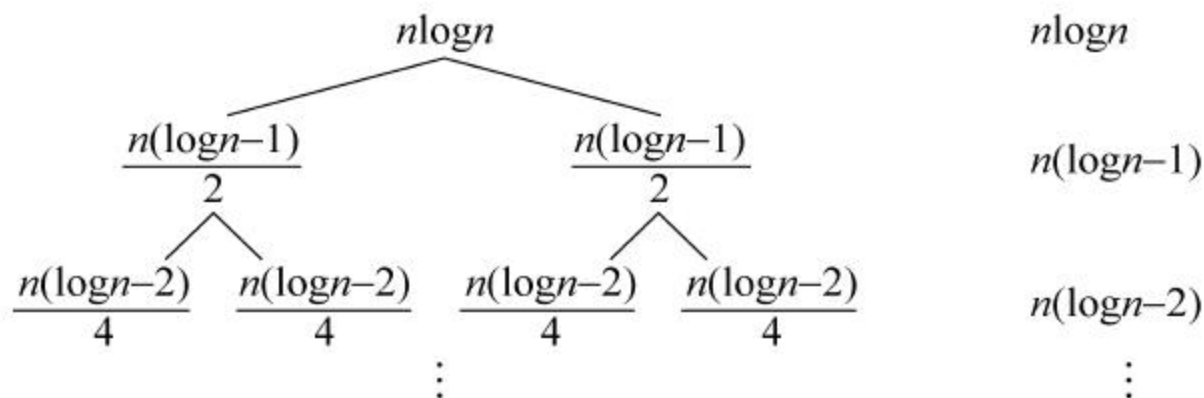 nlogn nlogn
n(logn–1) n(logn–1) n(logn–1)
2 2
n(logn–2) n(logn–2) n(logn–2) n(logn–2) n(logn–2)
4 4 4 4
⋮ ⋮